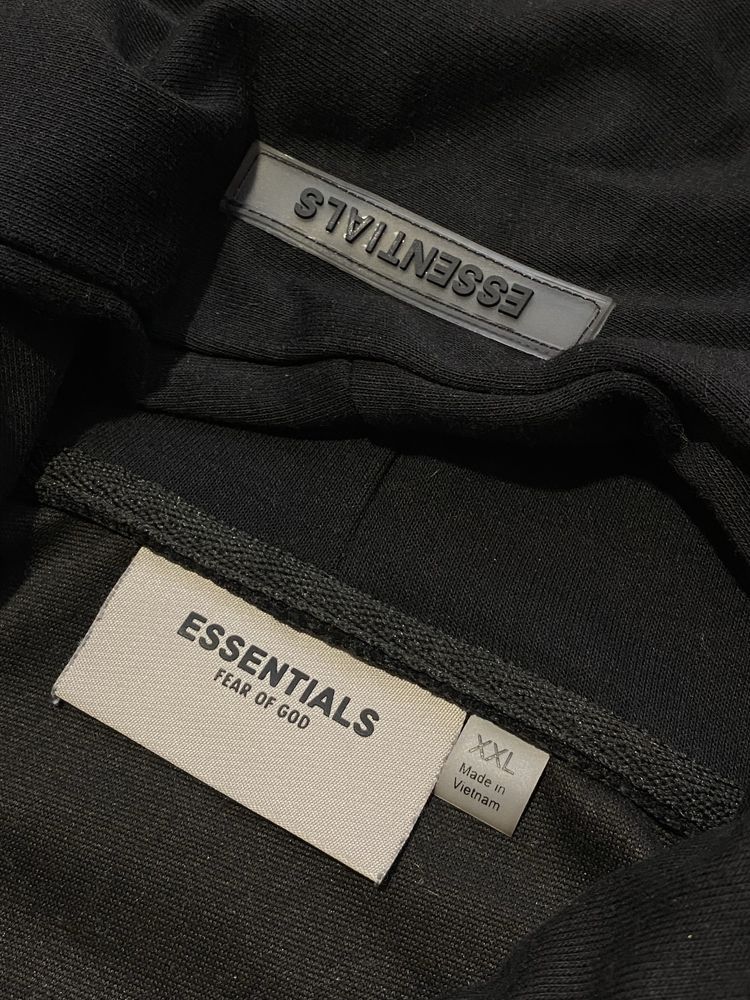 ESSENTIALS
ESSENTIALS
FEAR OF GOD
XXL
Made in
Vietnam